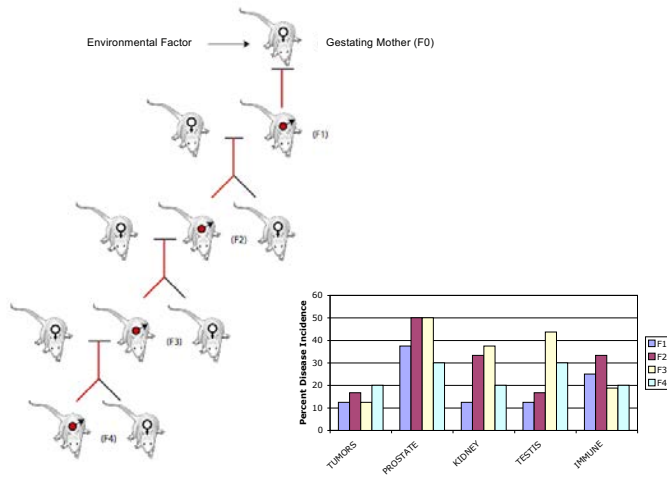 Environmental Factor
Gestating Mother (F0)
(F1)
(F2)
(F3)
(F4)
60
50
40
30
20
10
0
Percent Disease Incidence
TUMORS
PROSTATE
KIDNEY
TESTIS
IMMUNE
F1
F2
F3
F4